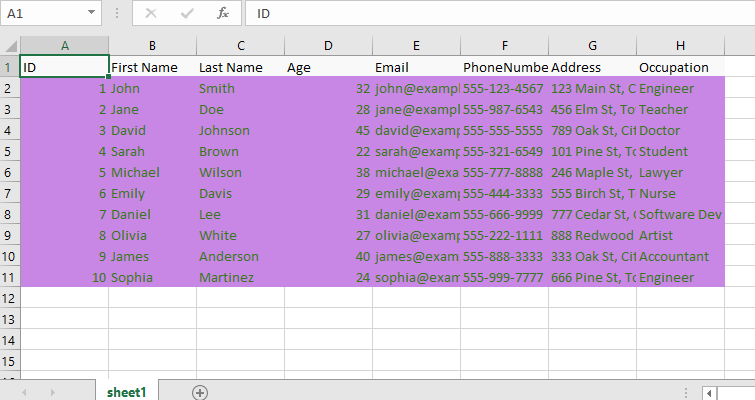 A1 fx ID
A B C D E F G H
1 ID First Name Last Name Age Email PhoneNumbe Address Occupation
2 1 John Smith 32 john@exampl 555-123-4567 123 Main St, C Engineer
3 2 Jane Doe 28 jane@exampl 555-987-6543 456 Elm St, To Teacher
4 3 David Johnson 45 david@exam 555-555-5555 789 Oak St, Cit Doctor
5 4 Sarah Brown 22 sarah@exam 555-321-6549 101 Pine St, To Student
6 5 Michael Wilson 38 michael@exa 555-777-8888 246 Maple St, Lawyer
7 6 Emily Davis 29 emily@exam 555-444-3333 555 Birch St, T Nurse
8 7 Daniel Lee 31 daniel@exam 555-666-9999 777 Cedar St, Software Dev
9 8 Olivia White 27 olivia@exam 555-222-1111 888 Redwood Artist
10 9 James Anderson 40 james@exam 555-888-3333 333 Oak St, Cit Accountant
11 10 Sophia Martinez 24 sophia@exam 555-999-7777 666 Pine St, To Engineer
12
13
14
15
sheet1